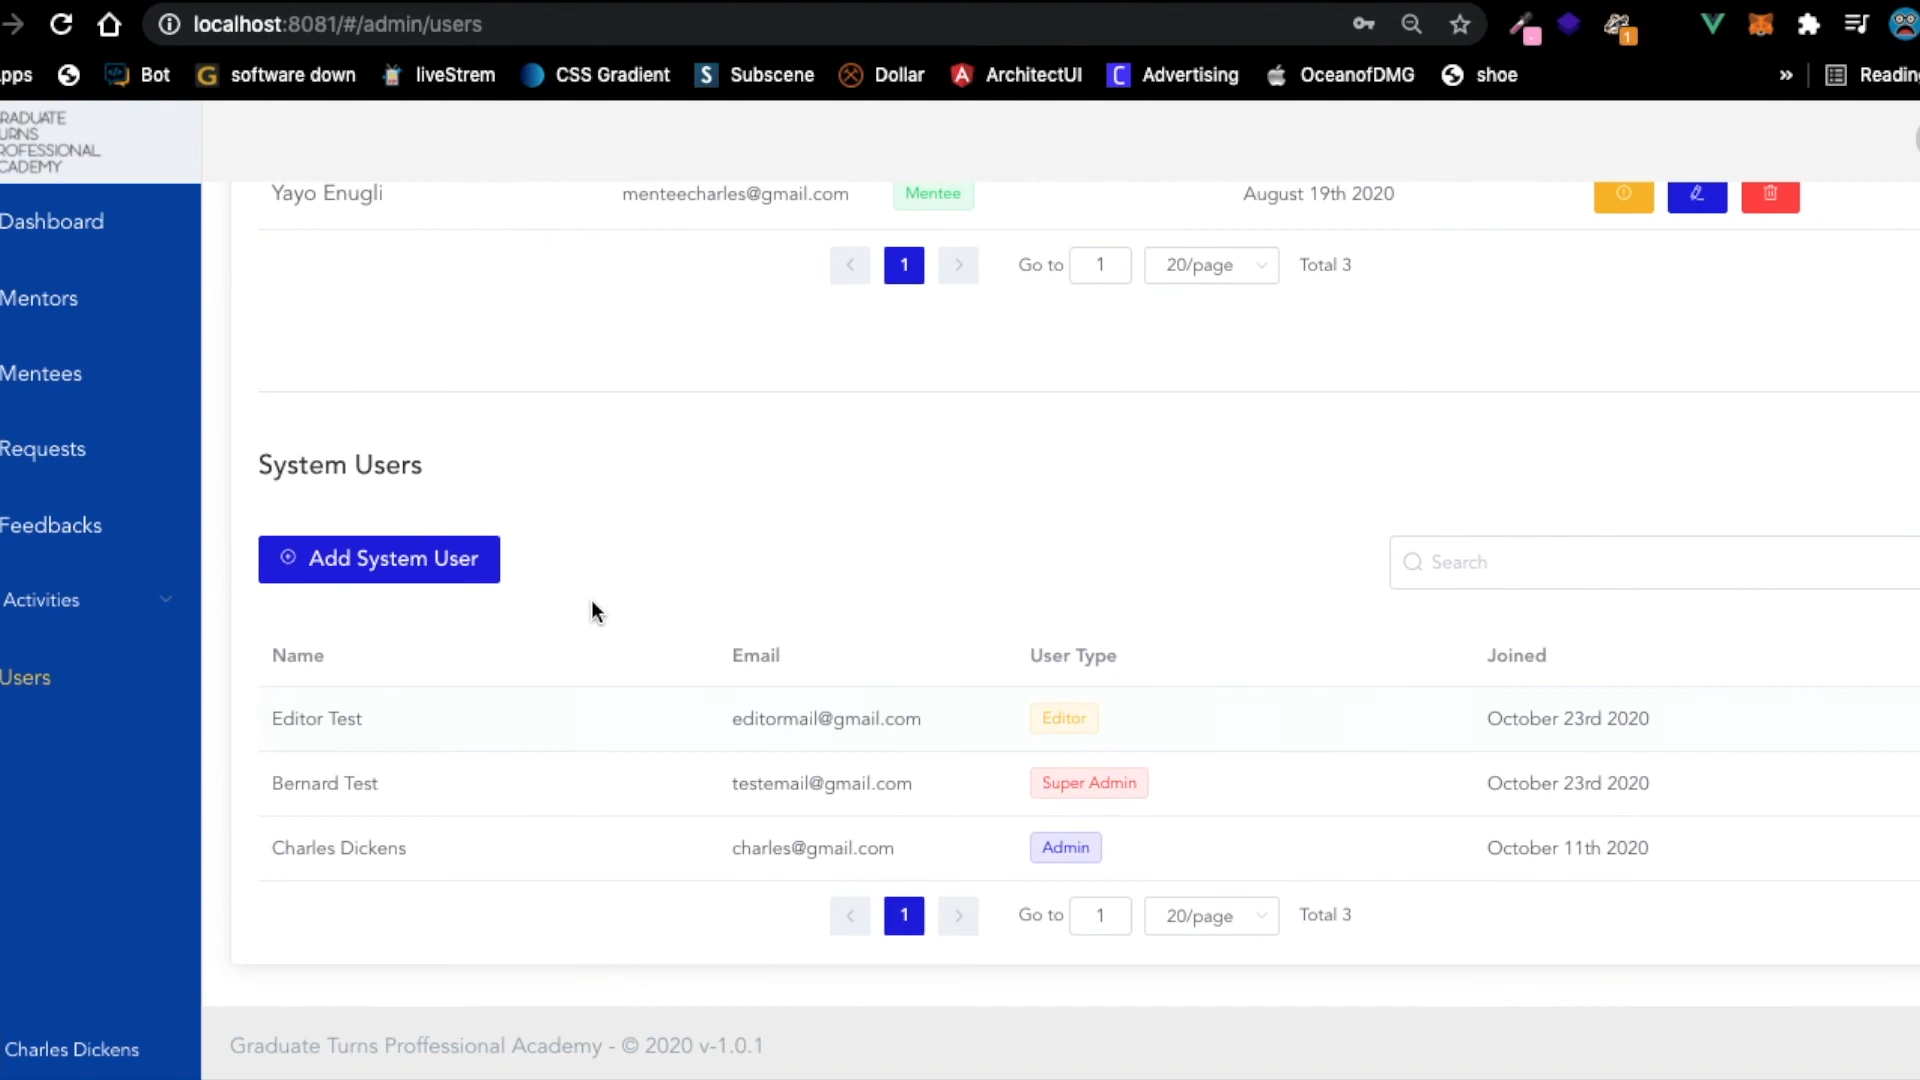 localhost:8081/#/admin/users
1
pps
Bot
software down
liveStrem
CSS Gradient
Subscene
Dollar
ArchitectUI
Advertising
OceanofDMG
shoe
»
Readin
RADUATE
URNS
ROFESSIONAL
CADEMY
Dashboard
Mentors
Mentees
Requests
Feedbacks
Activities
Users
Charles Dickens
Yayo Enugli menteecharles@gmail.com Mentee August 19th 2020
< 1 > Go to 1 20/page Total 3
System Users
Add System User
Search
Name Email User Type Joined
Editor Test editormail@gmail.com Editor October 23rd 2020
Bernard Test testemail@gmail.com Super Admin October 23rd 2020
Charles Dickens charles@gmail.com Admin October 11th 2020
< 1 > Go to 1 20/page Total 3
Graduate Turns Proffessional Academy - © 2020 v-1.0.1